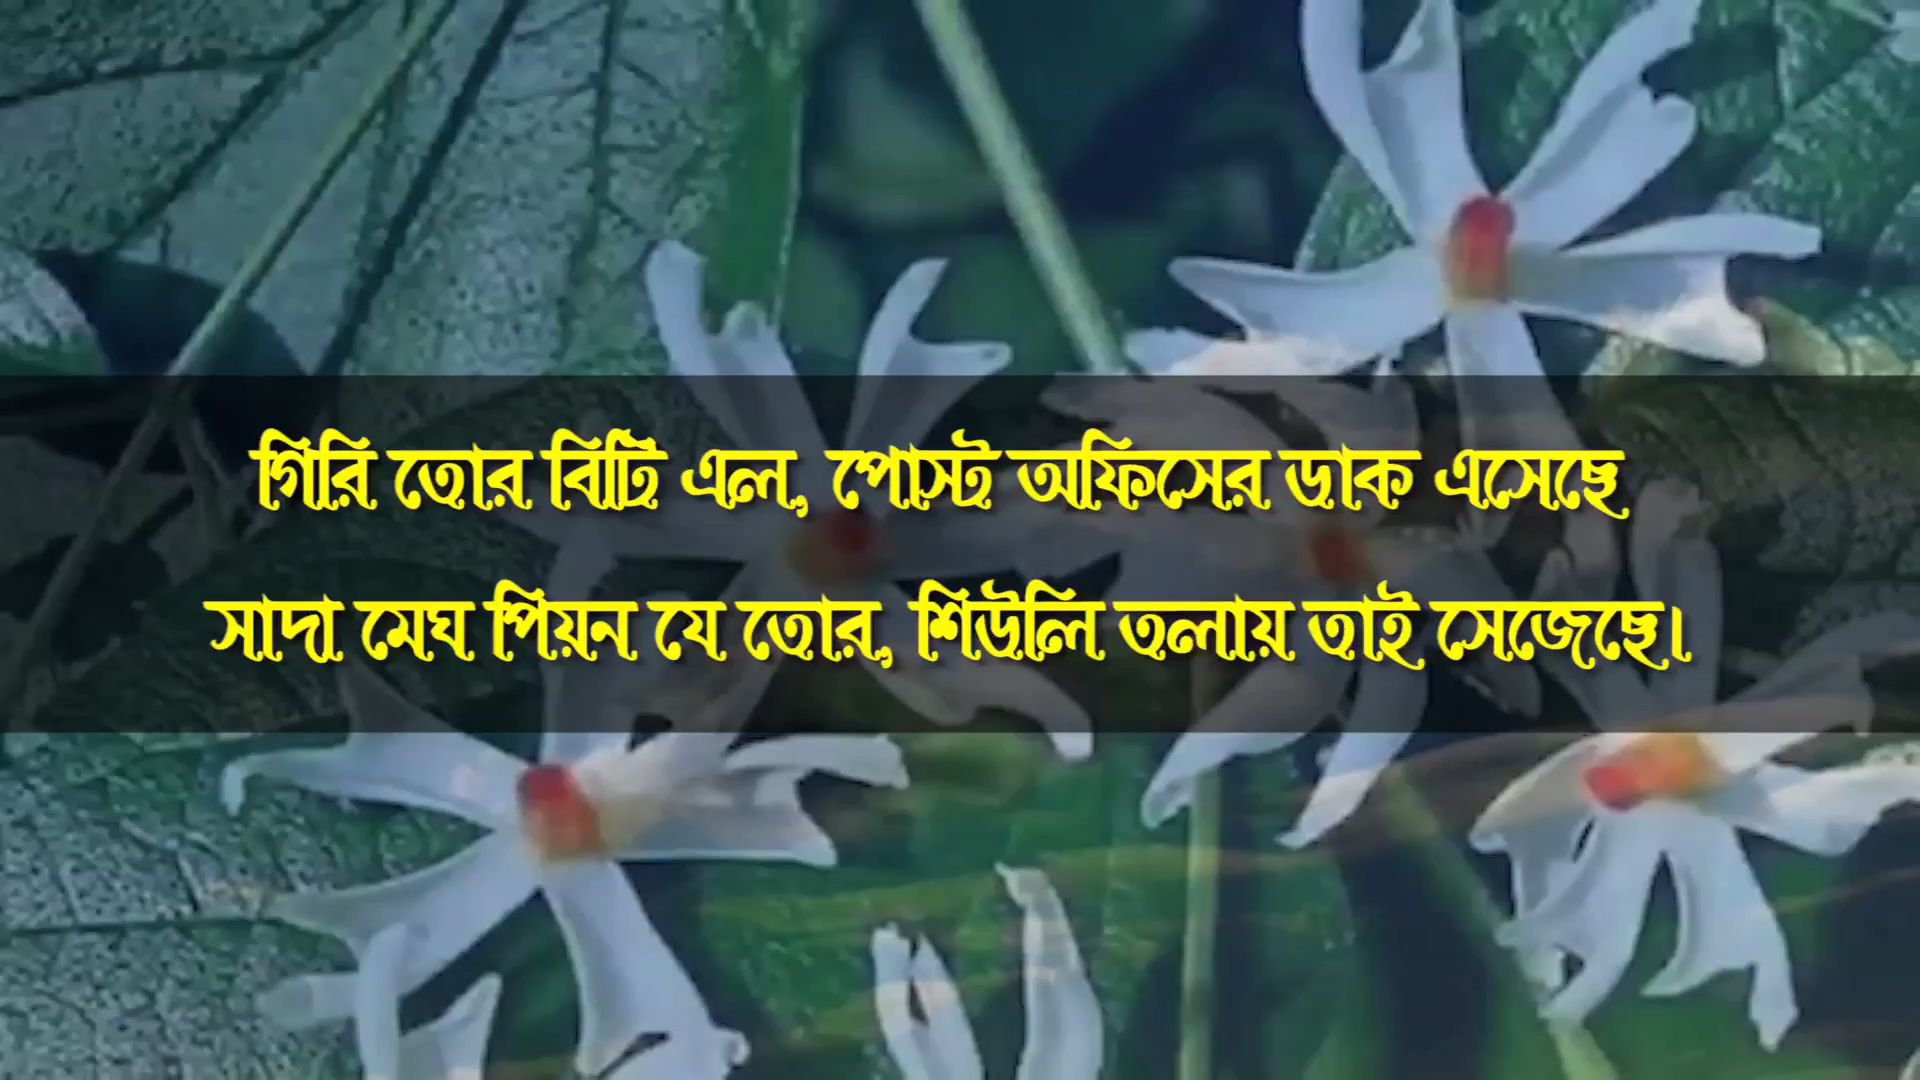 গিরি তোর বিটি এল, পোস্ট অফিসের ডাক এসেছে
সাদা মেঘ পিয়ন যে তোর, শিউলি তলায় তাই সেজেছে।